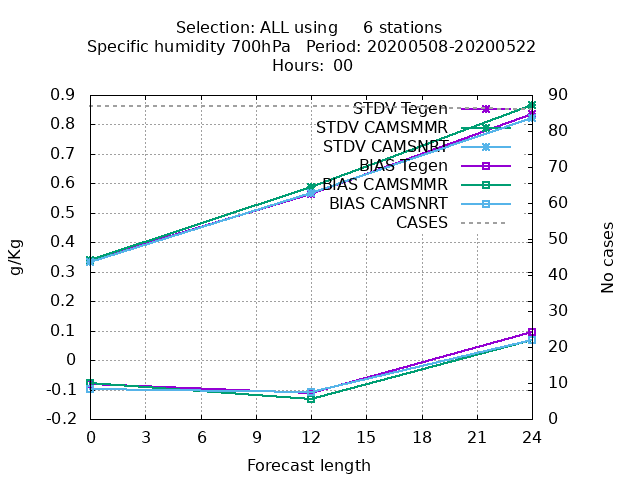 Selection: ALL using 6 stations
Specific humidity 700hPa Period: 20200508-20200522
Hours: 00
g/Kg
No cases
0.9
0.8
0.7
0.6
0.5
0.4
0.3
0.2
0.1
0
-0.1
-0.2
90
80
70
60
50
40
30
20
10
0
STDV Tegen
STDV CAMSMMR
STDV CAMSNRT
BIAS Tegen
BIAS CAMSMMR
BIAS CAMSNRT
CASES
0 3 6 9 12 15 18 21 24
Forecast length